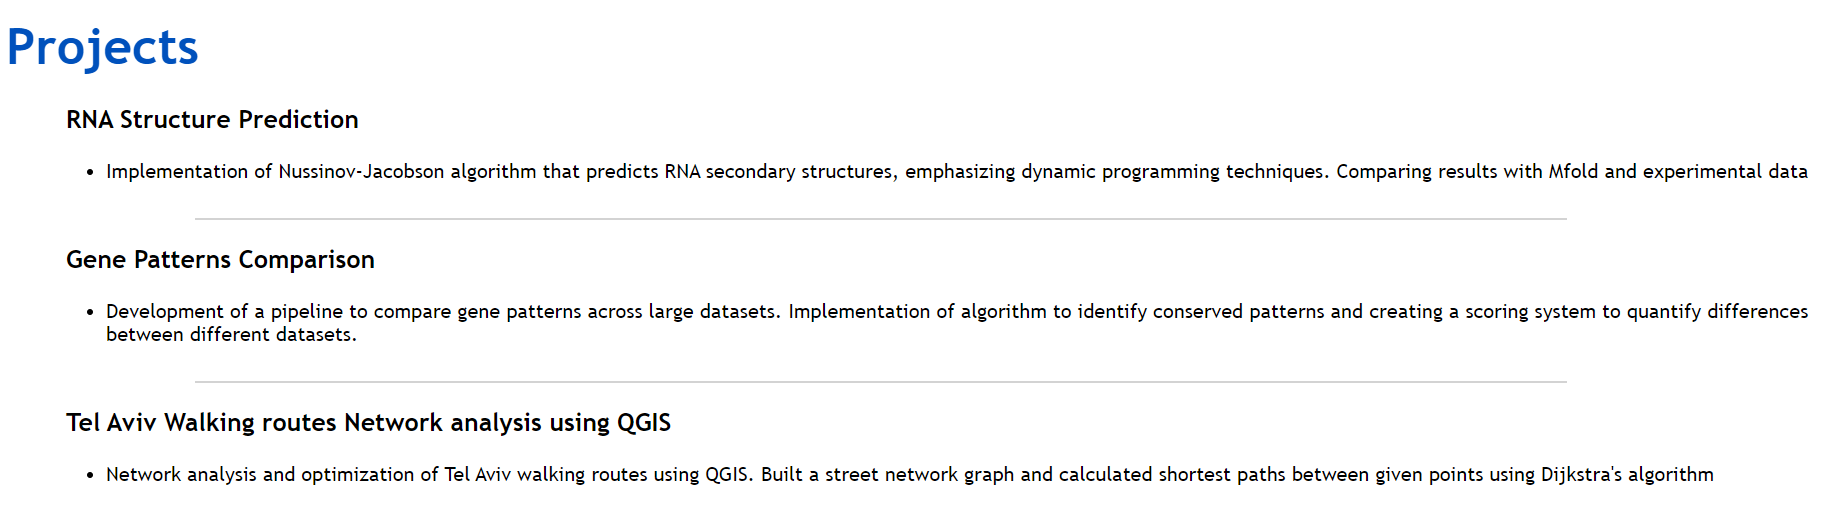 Projects
RNA Structure Prediction
• Implementation of Nussinov-Jacobson algorithm that predicts RNA secondary structures, emphasizing dynamic programming techniques. Comparing results with Mfold and experimental data
Gene Patterns Comparison
• Development of a pipeline to compare gene patterns across large datasets. Implementation of algorithm to identify conserved patterns and creating a scoring system to quantify differences
between different datasets.
Tel Aviv Walking routes Network analysis using QGIS
• Network analysis and optimization of Tel Aviv walking routes using QGIS. Built a street network graph and calculated shortest paths between given points using Dijkstra's algorithm